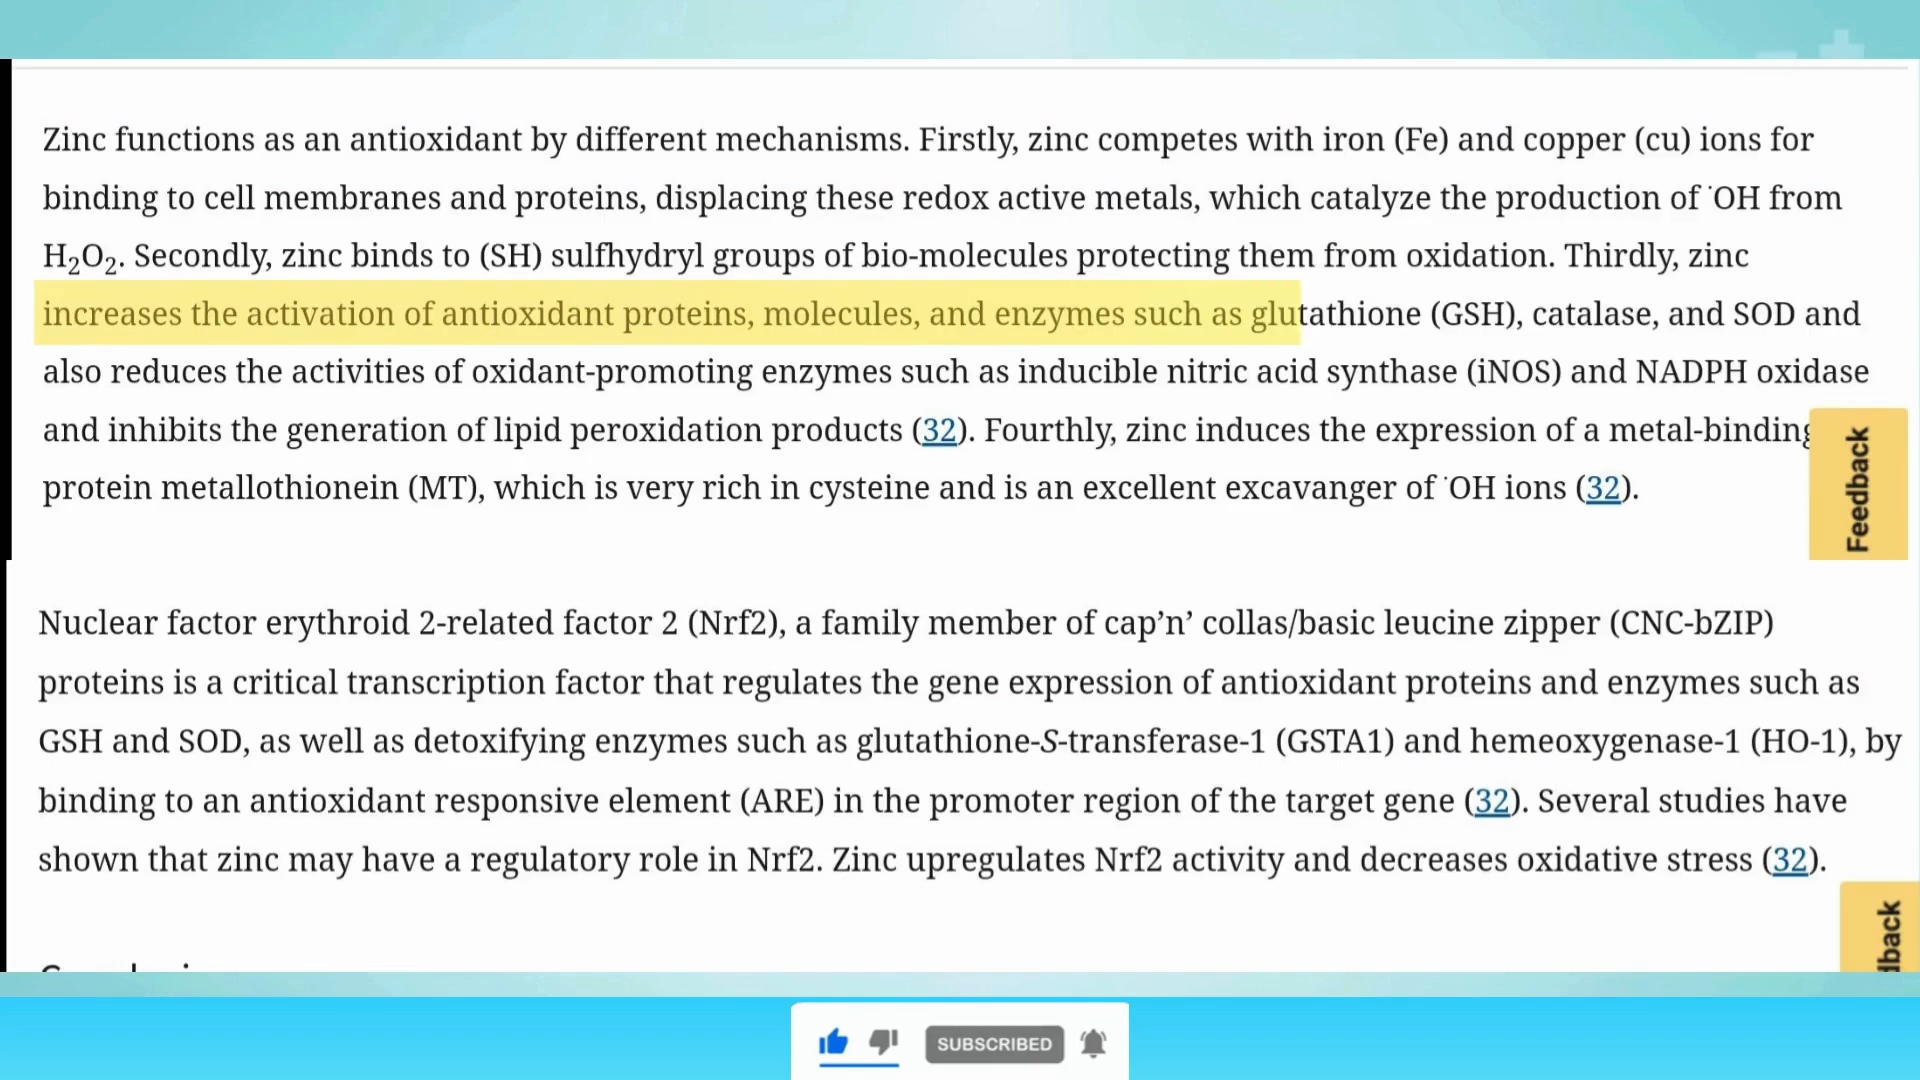 Zinc functions as an antioxidant by different mechanisms. Firstly, zinc competes with iron (Fe) and copper (cu) ions for
binding to cell membranes and proteins, displacing these redox active metals, which catalyze the production of ˙OH from
H₂O₂. Secondly, zinc binds to (SH) sulfhydryl groups of bio-molecules protecting them from oxidation. Thirdly, zinc
increases the activation of antioxidant proteins, molecules, and enzymes such as glutathione (GSH), catalase, and SOD and
also reduces the activities of oxidant-promoting enzymes such as inducible nitric acid synthase (iNOS) and NADPH oxidase
and inhibits the generation of lipid peroxidation products (32). Fourthly, zinc induces the expression of a metal-binding
protein metallothionein (MT), which is very rich in cysteine and is an excellent excavanger of ˙OH ions (32).
Feedback
Nuclear factor erythroid 2-related factor 2 (Nrf2), a family member of cap’n’ collas/basic leucine zipper (CNC-bZIP)
proteins is a critical transcription factor that regulates the gene expression of antioxidant proteins and enzymes such as
GSH and SOD, as well as detoxifying enzymes such as glutathione-S-transferase-1 (GSTA1) and hemeoxygenase-1 (HO-1), by
binding to an antioxidant responsive element (ARE) in the promoter region of the target gene (32). Several studies have
shown that zinc may have a regulatory role in Nrf2. Zinc upregulates Nrf2 activity and decreases oxidative stress (32).
dback
SUBSCRIBED